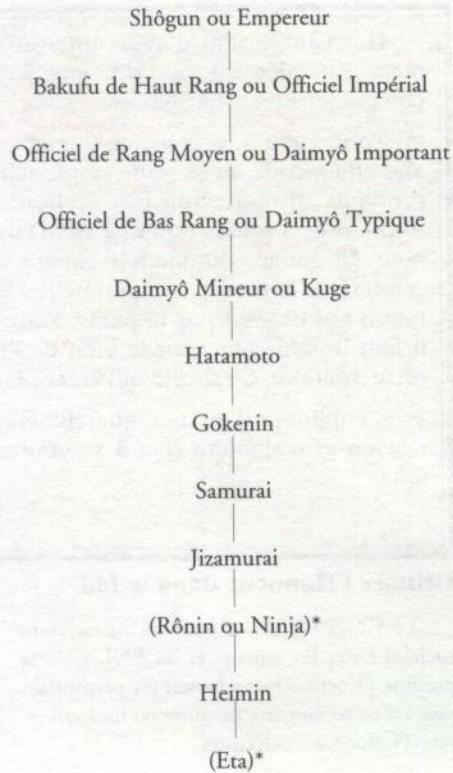 Shôgun ou Empereur
Bakufu de Haut Rang ou Officiel Impérial
Officiel de Rang Moyen ou Daimyô Important
Officiel de Bas Rang ou Daimyô Typique
Daimyô Mineur ou Kuge
Hatamoto
Gokenin
Samurai
Jizamurai
(Rônin ou Ninja)*
Heimin
(Eta)*